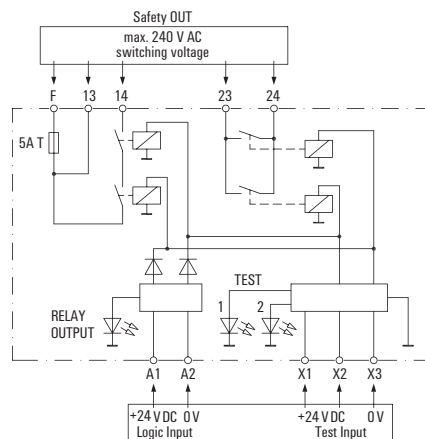 Safety OUT
max. 240 V AC
switching voltage
F 13 14 23 24
5A T
TEST
RELAY
OUTPUT
1 2
A1 A2 X1 X2 X3
+24 V DC 0 V +24 V DC 0 V
Logic Input Test Input